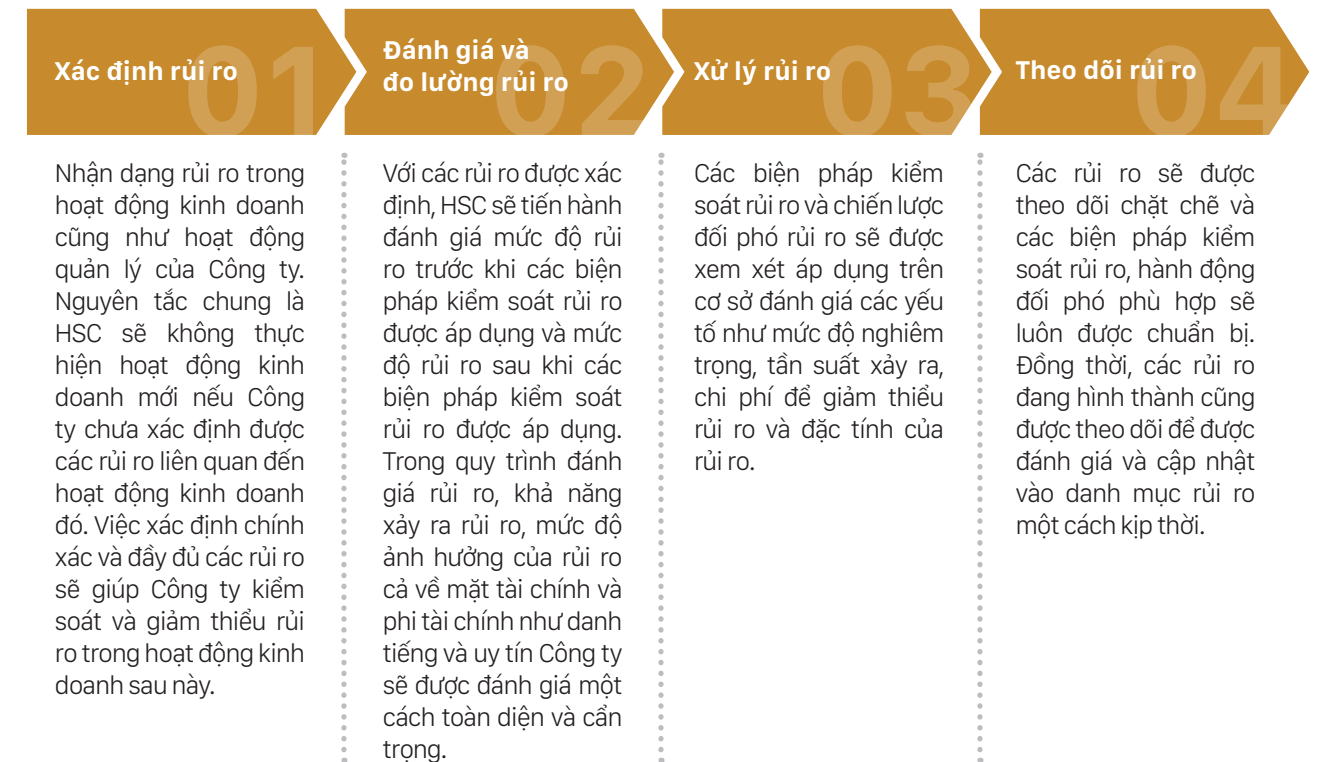 01
Xác định rủi ro
Nhận dạng rủi ro trong
hoạt động kinh doanh
cũng như hoạt động
quản lý của Công ty.
Nguyên tắc chung là
HSC sẽ không thực
hiện hoạt động kinh
doanh mới nếu Công
ty chưa xác định được
các rủi ro liên quan đến
hoạt động kinh doanh
đó. Việc xác định chính
xác và đầy đủ các rủi ro
sẽ giúp Công ty kiểm
soát và giảm thiểu rủi
ro trong hoạt động kinh
doanh sau này.
02
Đánh giá và
đo lường rủi ro
Với các rủi ro được xác
định, HSC sẽ tiến hành
đánh giá mức độ rủi
ro trước khi các biện
pháp kiểm soát rủi ro
được áp dụng và mức
độ rủi ro sau khi các
biện pháp kiểm soát
rủi ro được áp dụng.
Trong quy trình đánh
giá rủi ro, khả năng
xảy ra rủi ro, mức độ
ảnh hưởng của rủi ro
cả về mặt tài chính và
phi tài chính như danh
tiếng và uy tín Công ty
sẽ được đánh giá một
cách toàn diện và cẩn
trọng.
03
Xử lý rủi ro
Các biện pháp kiểm
soát rủi ro và chiến lược
đối phó rủi ro sẽ được
xem xét áp dụng trên
cơ sở đánh giá các yếu
tố như mức độ nghiêm
trọng, tần suất xảy ra,
chi phí để giảm thiểu
rủi ro và đặc tính của
rủi ro.
04
Theo dõi rủi ro
Các rủi ro sẽ được
theo dõi chặt chẽ và
các biện pháp kiểm
soát rủi ro, hành động
đối phó phù hợp sẽ
luôn được chuẩn bị.
Đồng thời, các rủi ro
đang hình thành cũng
được theo dõi để được
đánh giá và cập nhật
vào danh mục rủi ro
một cách kịp thời.